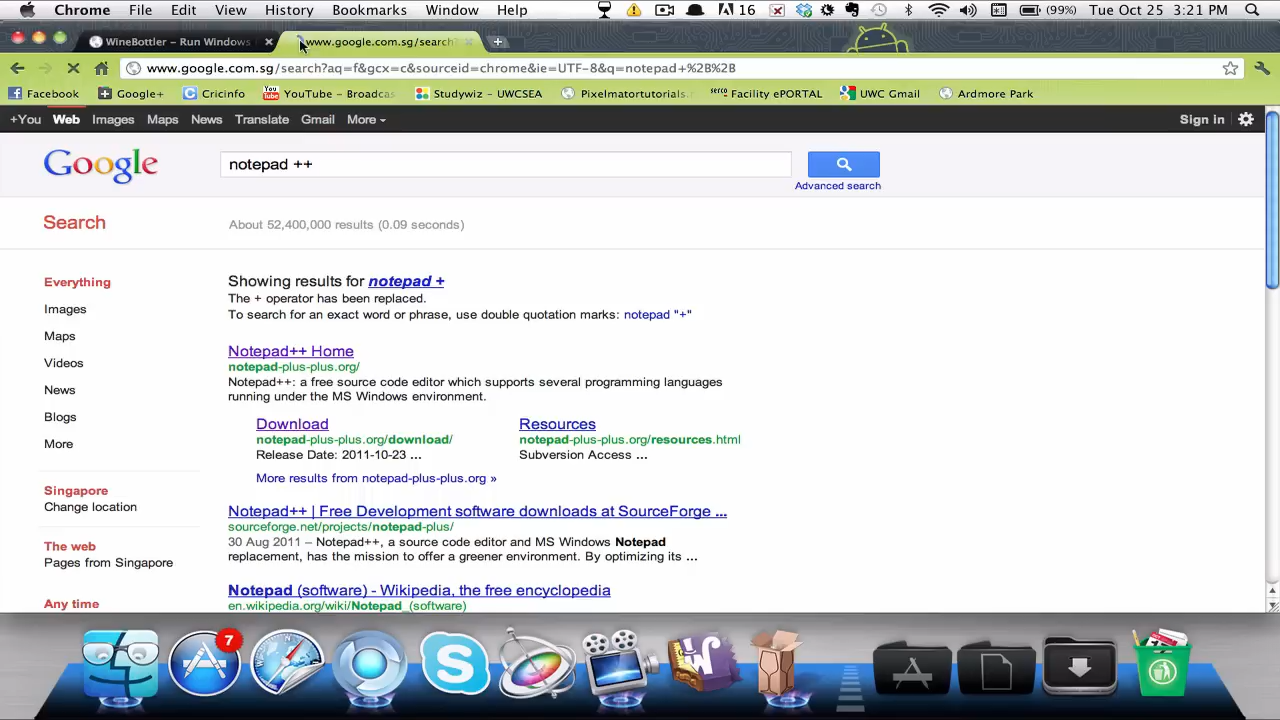 Chrome File Edit View History Bookmarks Window Help 16 (99%) Tue Oct 25 3:21 PM
WineBottler – Run Windows www.google.com.sg/search?
www.google.com.sg/search?aq=f&gcx=c&sourceid=chrome&ie=UTF-8&q=notepad+%2B%2B
Facebook Google+ Cricinfo YouTube – Broadcas Studywiz – UWCSEA Pixelmatortutorials. serco Facility ePORTAL UWC Gmail Ardmore Park
+You Web Images Maps News Translate Gmail More Sign in
Google notepad ++
Advanced search
Search About 52,400,000 results (0.09 seconds)
Everything
Images
Maps
Videos
News
Blogs
More
Singapore
Change location
The web
Pages from Singapore
Any time
Showing results for notepad +
The + operator has been replaced.
To search for an exact word or phrase, use double quotation marks: notepad "+"
Notepad++ Home
notepad-plus-plus.org/
Notepad++: a free source code editor which supports several programming languages
running under the MS Windows environment.
Download
notepad-plus-plus.org/download/
Release Date: 2011-10-23 ...
Resources
notepad-plus-plus.org/resources.html
Subversion Access ...
More results from notepad-plus-plus.org »
Notepad++ | Free Development software downloads at SourceForge ...
sourceforge.net/projects/notepad-plus/
30 Aug 2011 – Notepad++, a source code editor and MS Windows Notepad
replacement, has the mission to offer a greener environment. By optimizing its ...
Notepad (software) - Wikipedia, the free encyclopedia
en.wikipedia.org/wiki/Notepad_(software)
7